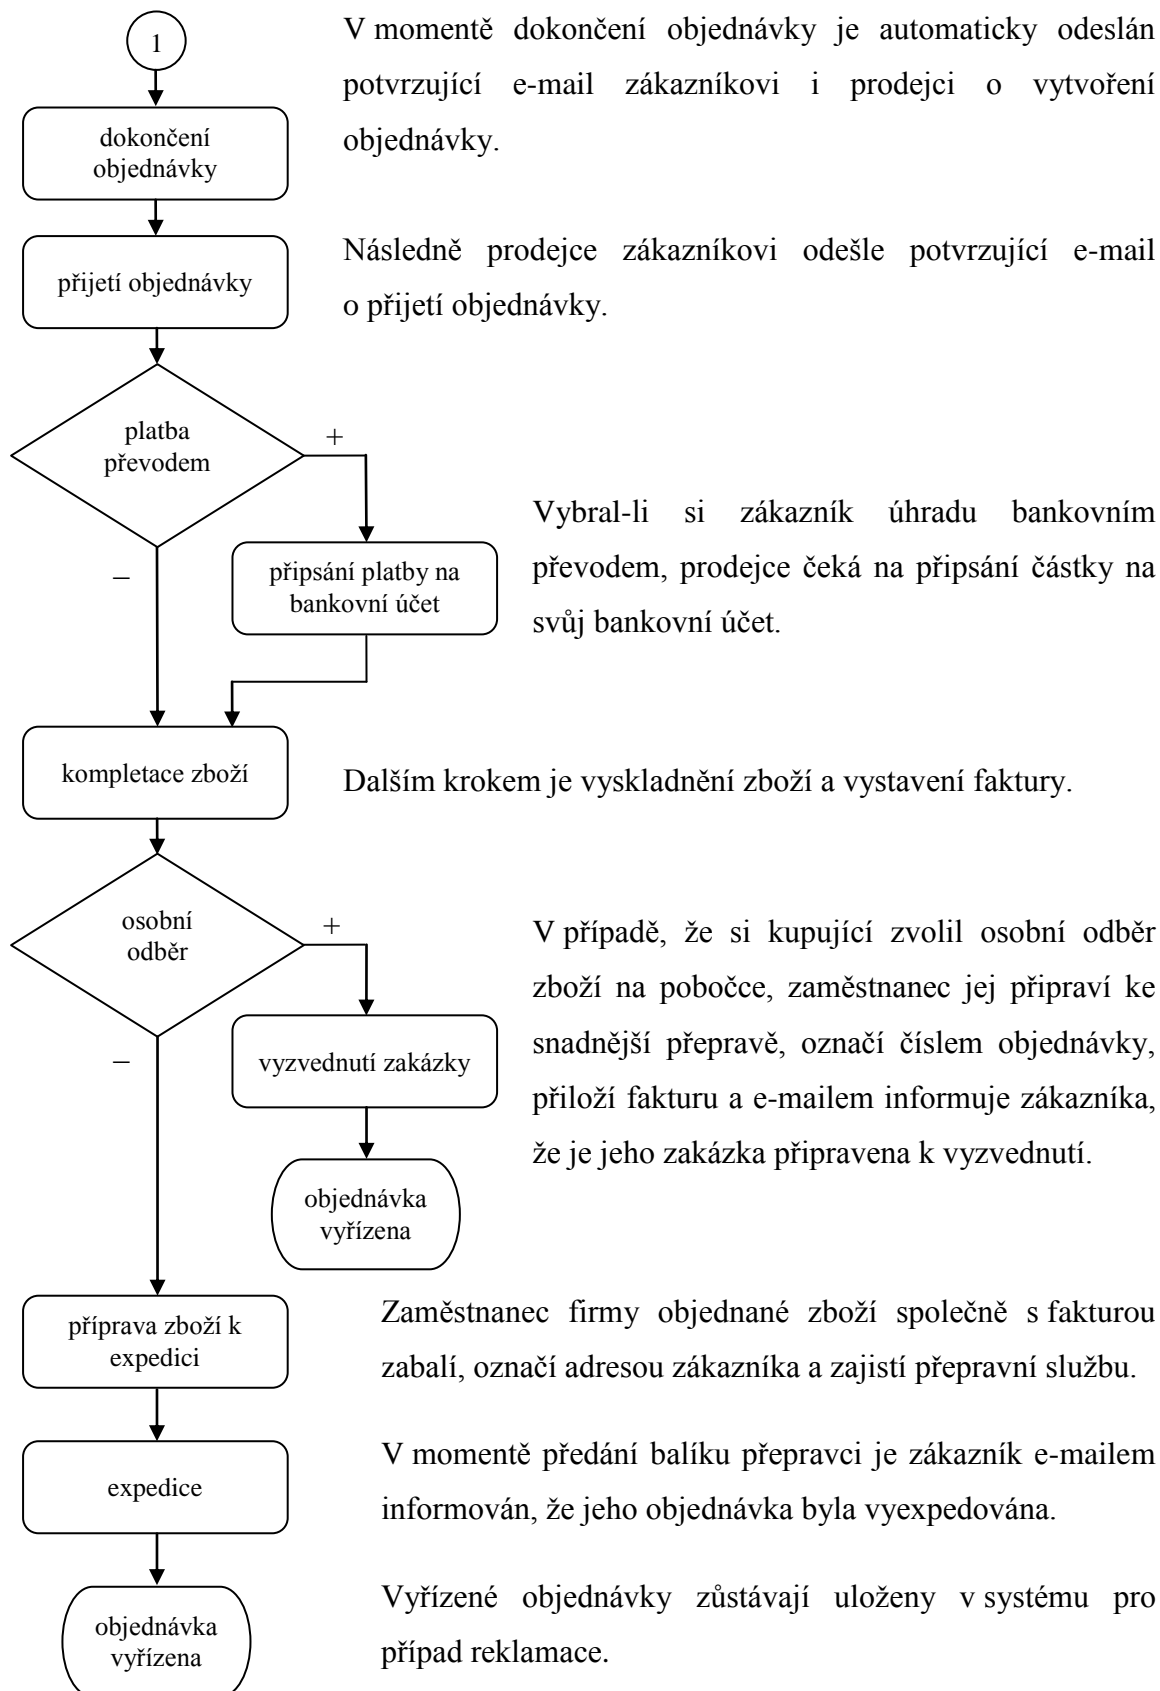 1
V momentě dokončení objednávky je automaticky odeslán
potvrzující e-mail zákazníkovi i prodejci o vytvoření
objednávky.
dokončení
objednávky
Následně prodejce zákazníkovi odešle potvrzující e-mail
o přijetí objednávky.
přijetí objednávky
platba
převodem
+
–
připsání platby na
bankovní účet
Vybral-li si zákazník úhradu bankovním
převodem, prodejce čeká na připsání částky na
svůj bankovní účet.
kompletace zboží
Dalším krokem je vyskladnění zboží a vystavení faktury.
osobní
odběr
+
–
vyzvednutí zakázky
V případě, že si kupující zvolil osobní odběr
zboží na pobočce, zaměstnanec jej připraví ke
snadnější přepravě, označí číslem objednávky,
přiloží fakturu a e-mailem informuje zákazníka,
že je jeho zakázka připravena k vyzvednutí.
objednávka
vyřízena
příprava zboží k
expedici
Zaměstnanec firmy objednané zboží společně s fakturou
zabalí, označí adresou zákazníka a zajistí přepravní službu.
expedice
V momentě předání balíku přepravci je zákazník e-mailem
informován, že jeho objednávka byla vyexpedována.
objednávka
vyřízena
Vyřízené objednávky zůstávají uloženy v systému pro
případ reklamace.